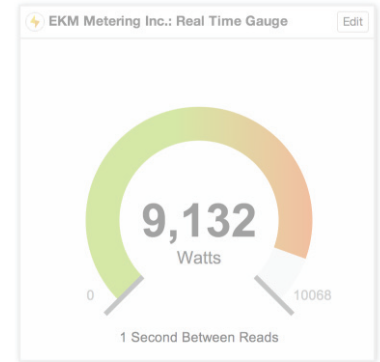 EKM Metering Inc.: Real Time Gauge
Edit
9,132
Watts
0
10068
1 Second Between Reads